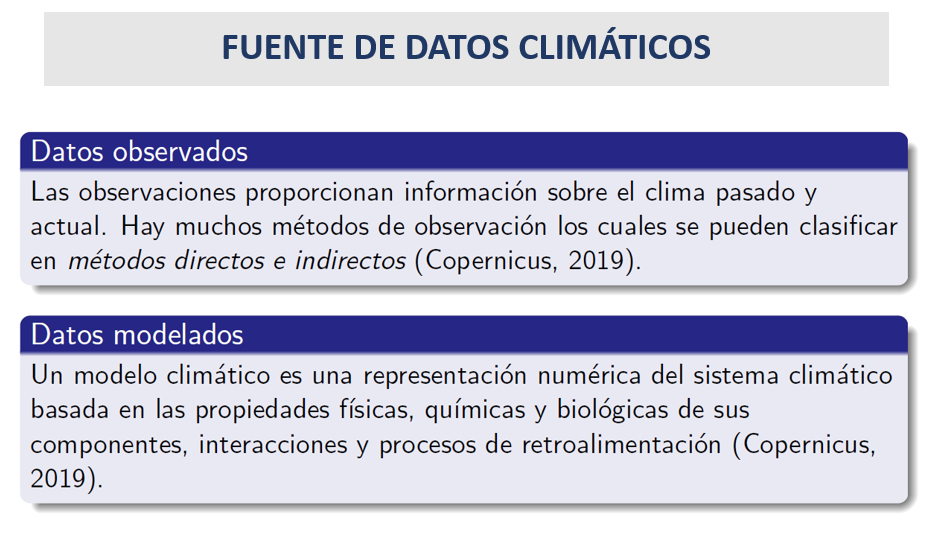 FUENTE DE DATOS CLIMÁTICOS
Datos observados
Las observaciones proporcionan información sobre el clima pasado y
actual. Hay muchos métodos de observación los cuales se pueden clasificar
en métodos directos e indirectos (Copernicus, 2019).
Datos modelados
Un modelo climático es una representación numérica del sistema climático
basada en las propiedades físicas, químicas y biológicas de sus
componentes, interacciones y procesos de retroalimentación (Copernicus,
2019).